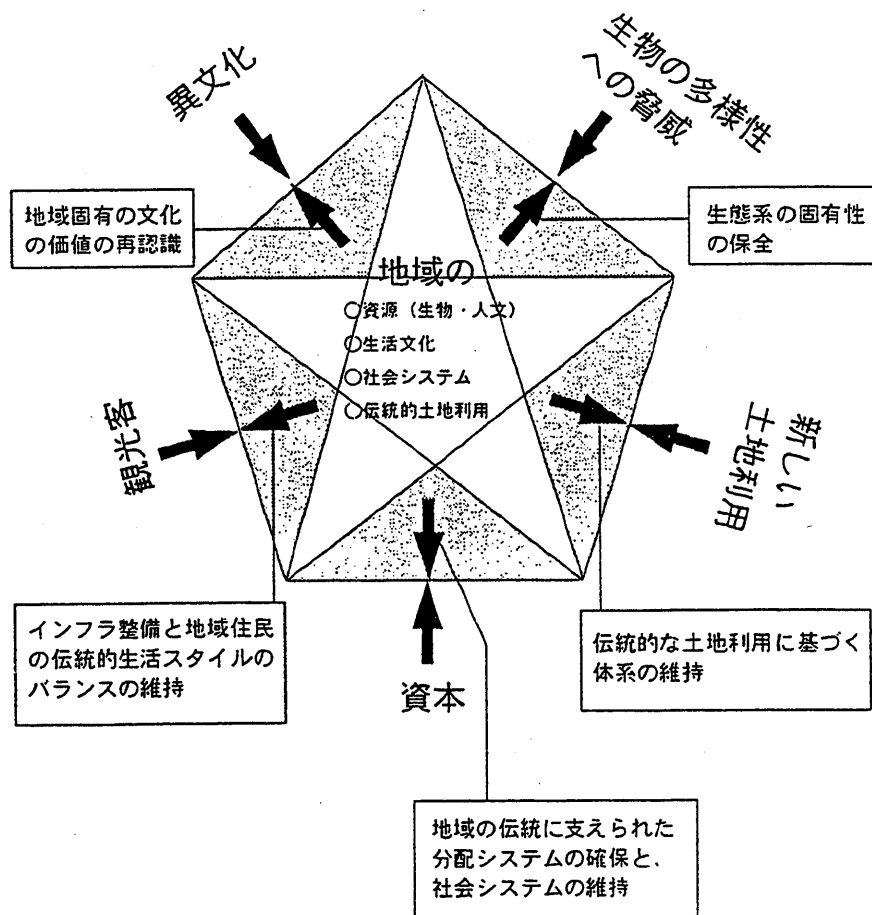 異文化
生物の多様性
への脅威
地域固有の文化
の価値の再認識
生態系の固有性
の保全
地域の
○資源（生物・人文）
○生活文化
○社会システム
○伝統的土地利用
観光客
新しい
土地利用
インフラ整備と地域住民
の伝統的生活スタイルの
バランスの維持
伝統的な土地利用に基づく
体系の維持
資本
地域の伝統に支えられた
分配システムの確保と、
社会システムの維持